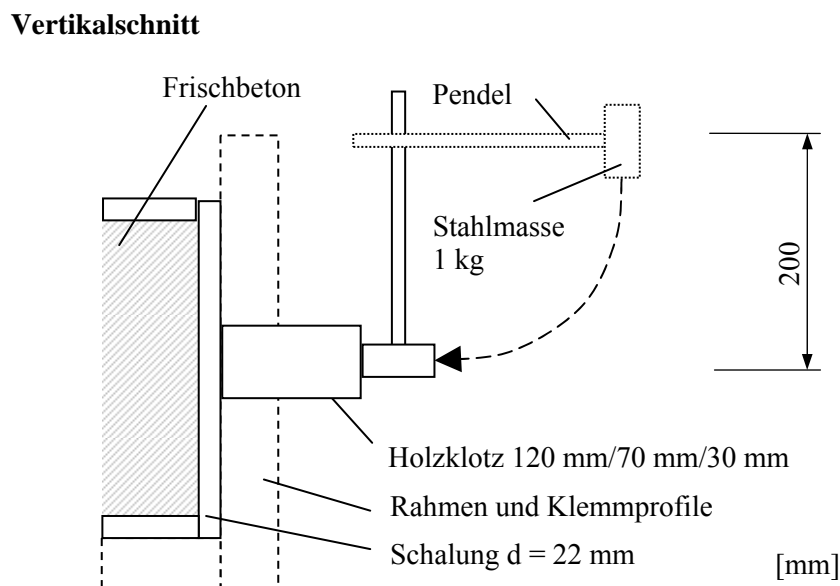 Vertikalschnitt
Frischbeton
Pendel
Stahlmasse
1 kg
200
Holzklotz 120 mm/70 mm/30 mm
Rahmen und Klemmprofile
Schalung d = 22 mm
[mm]